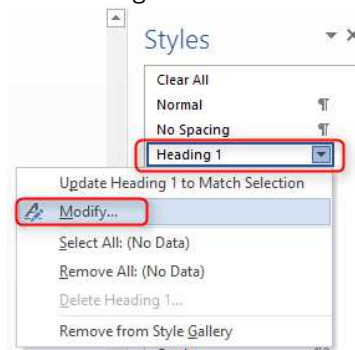 Styles
Clear All
Normal ¶
No Spacing ¶
Heading 1
Update Heading 1 to Match Selection
Modify...
Select All: (No Data)
Remove All: (No Data)
Delete Heading 1...
Remove from Style Gallery